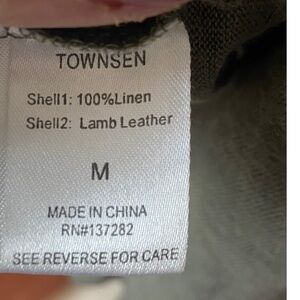 TOWNSEN
Shell1: 100%Linen
Shell2: Lamb Leather
M
MADE IN CHINA
RN#137282
SEE REVERSE FOR CARE